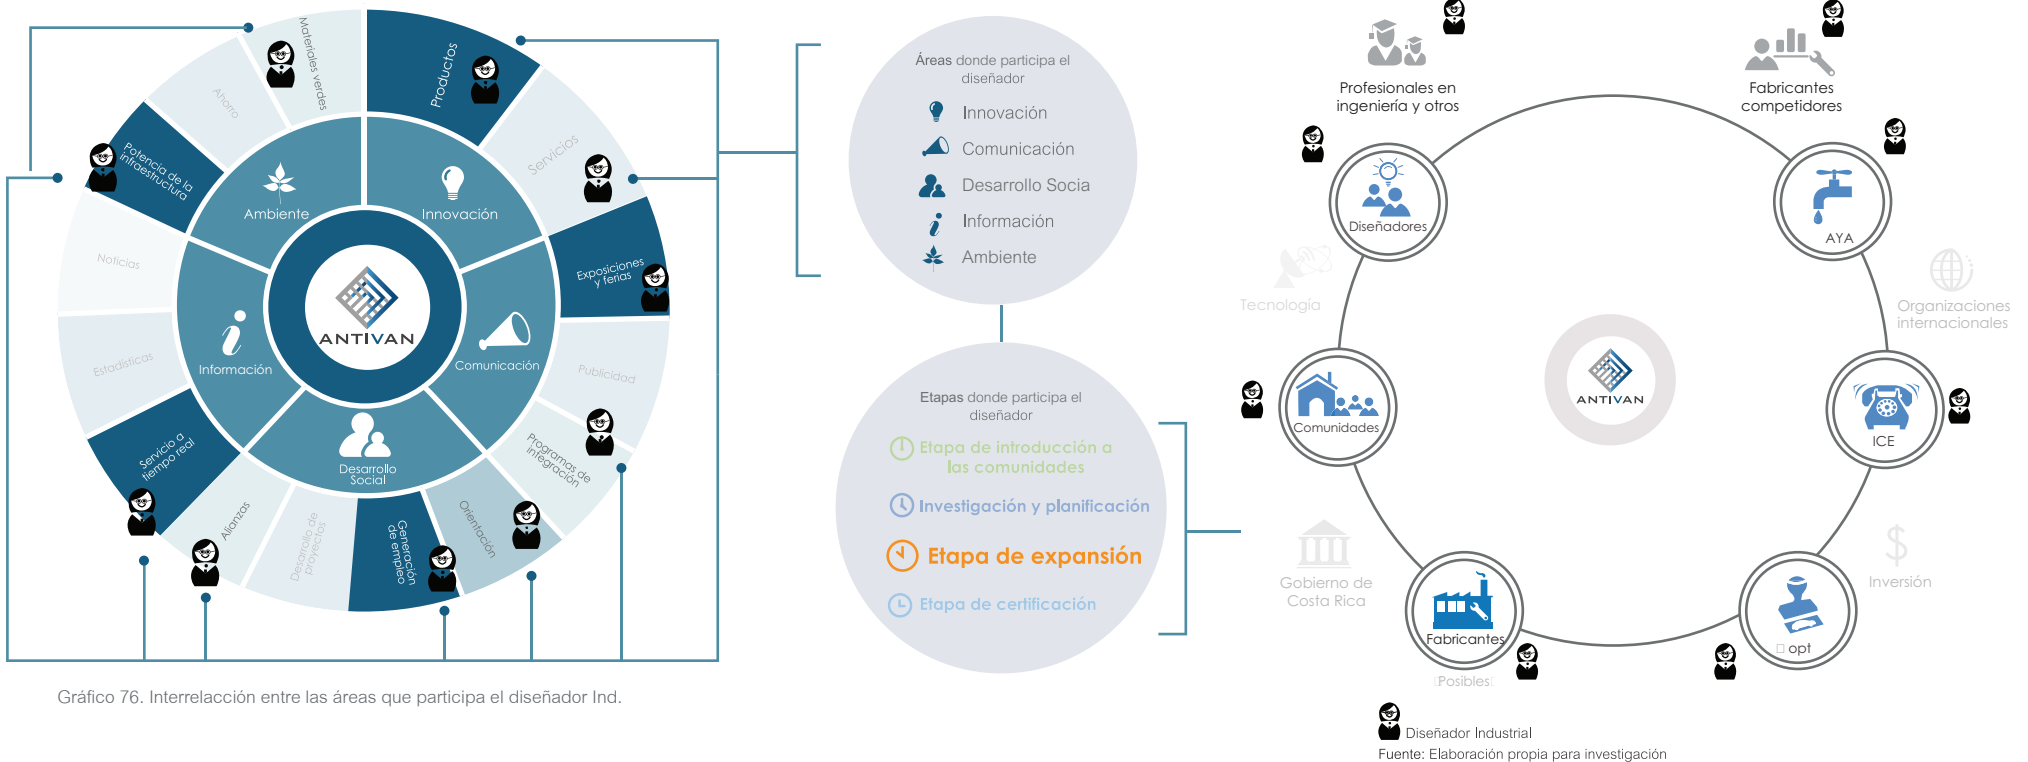 Materiales verdes
Productos
Ahorro
Servicios
Potencia de la
infraestructura
Ambiente
Innovación
Noticias
Exposiciones
y ferias
ANTIVAN
Estadísticas
Información
Comunicación
Publicidad
Servicio a
tiempo real
Desarrollo
Social
Programas de
integración
Alianzas
Desarrollo de
proyectos
Generación
de empleo
Orientación
Gráfico 76. Interrelacción entre las áreas que participa el diseñador Ind.
Áreas donde participa el
diseñador
Innovación
Comunicación
Desarrollo Socia
Información
Ambiente
Etapas donde participa el
diseñador
Etapa de introducción a
las comunidades
Investigación y planificación
Etapa de expansión
Etapa de certificación
Profesionales en
ingeniería y otros
Fabricantes
competidores
Diseñadores
AYA
Tecnología
Organizaciones
internacionales
Comunidades
ANTIVAN
ICE
Gobierno de
Costa Rica
Inversión
Fabricantes
Posibles
opt
Diseñador Industrial
Fuente: Elaboración propia para investigación